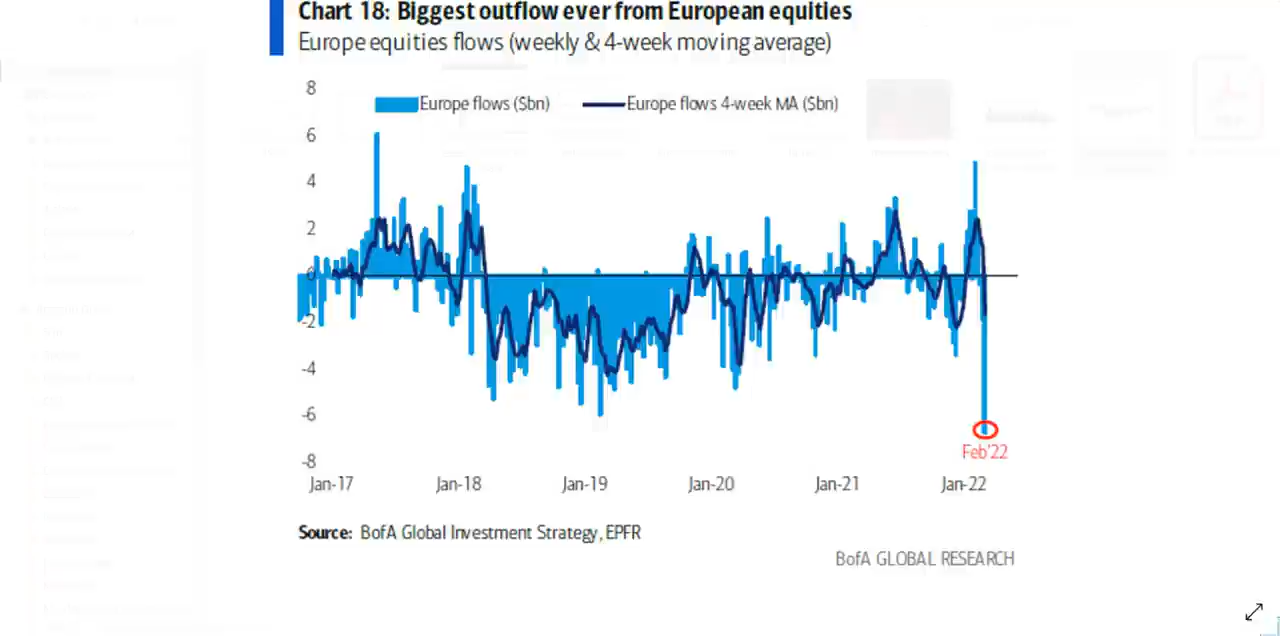 Chart 18: Biggest outflow ever from European equities
Europe equities flows (weekly & 4-week moving average)
8
Europe flows ($bn)
Europe flows 4-week MA ($bn)
6
4
2
0
-2
-4
-6
-8
Feb'22
Jan-17
Jan-18
Jan-19
Jan-20
Jan-21
Jan-22
Source: BofA Global Investment Strategy, EPFR
BofA GLOBAL RESEARCH